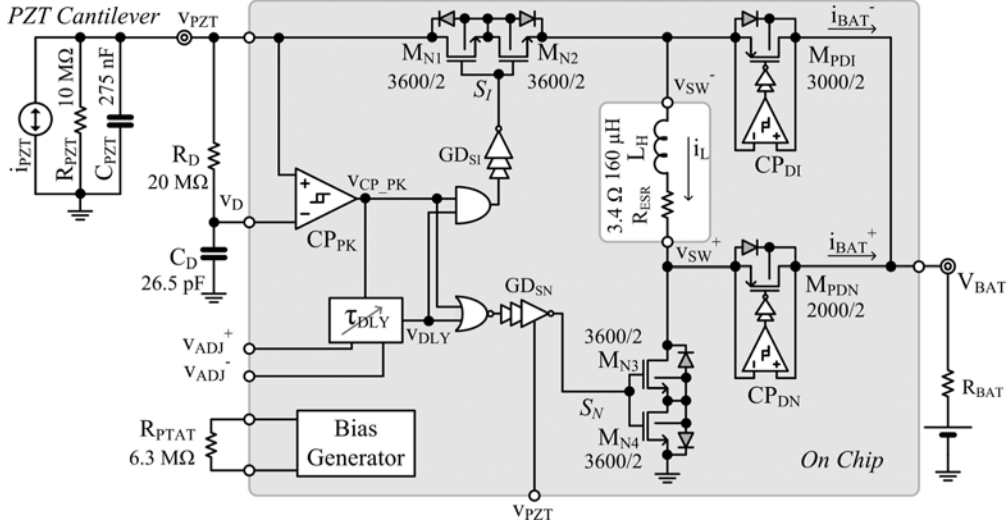 PZT Cantilever
vPZT
iPZT
RPZT
10 MΩ
CPZT
275 nF
RD
20 MΩ
vD
CD
26.5 pF
MN1
3600/2
SI
MN2
3600/2
GDSI
vCP_PK
CPPK
τDLY
vDLY
GDSN
vADJ+
vADJ-
RPTAT
6.3 MΩ
Bias
Generator
vPZT
vSW-
3.4 Ω 160 μH
RESR
LH
iL
vSW+
3600/2
MN3
SN
MN4
3600/2
iBAT-
MPDI
3000/2
CPDI
iBAT+
MPDN
2000/2
CPDN
VBAT
RBAT
On Chip
+
−
+
−
+
−